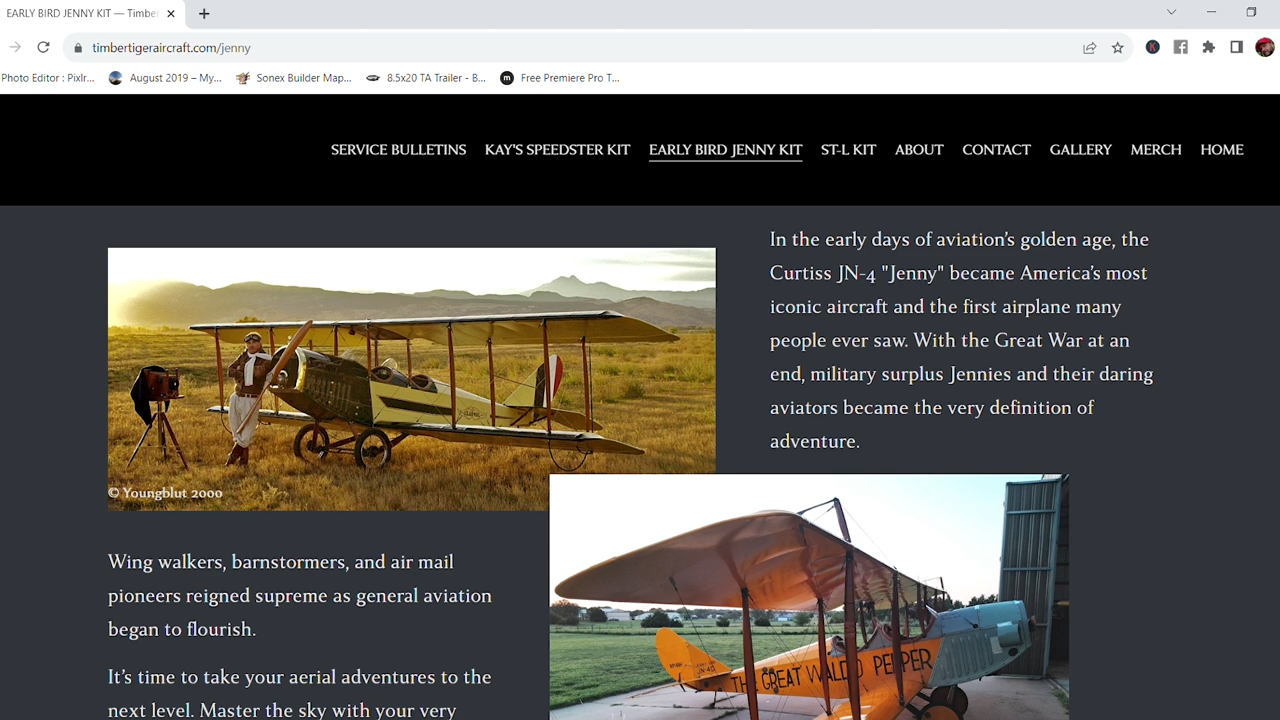 EARLY BIRD JENNY KIT — Timbe
timbertigeraircraft.com/jenny
Photo Editor : Pixlr...
August 2019 – My...
Sonex Builder Map...
8.5x20 TA Trailer - B...
Free Premiere Pro T...
SERVICE BULLETINS
KAY'S SPEEDSTER KIT
EARLY BIRD JENNY KIT
ST-L KIT
ABOUT
CONTACT
GALLERY
MERCH
HOME
In the early days of aviation’s golden age, the
Curtiss JN-4 "Jenny" became America’s most
iconic aircraft and the first airplane many
people ever saw. With the Great War at an
end, military surplus Jennies and their daring
aviators became the very definition of
adventure.
© Youngblut 2000
Wing walkers, barnstormers, and air mail
pioneers reigned supreme as general aviation
began to flourish.
It’s time to take your aerial adventures to the
next level. Master the sky with your very
THE GREAT WALDO PEPPER